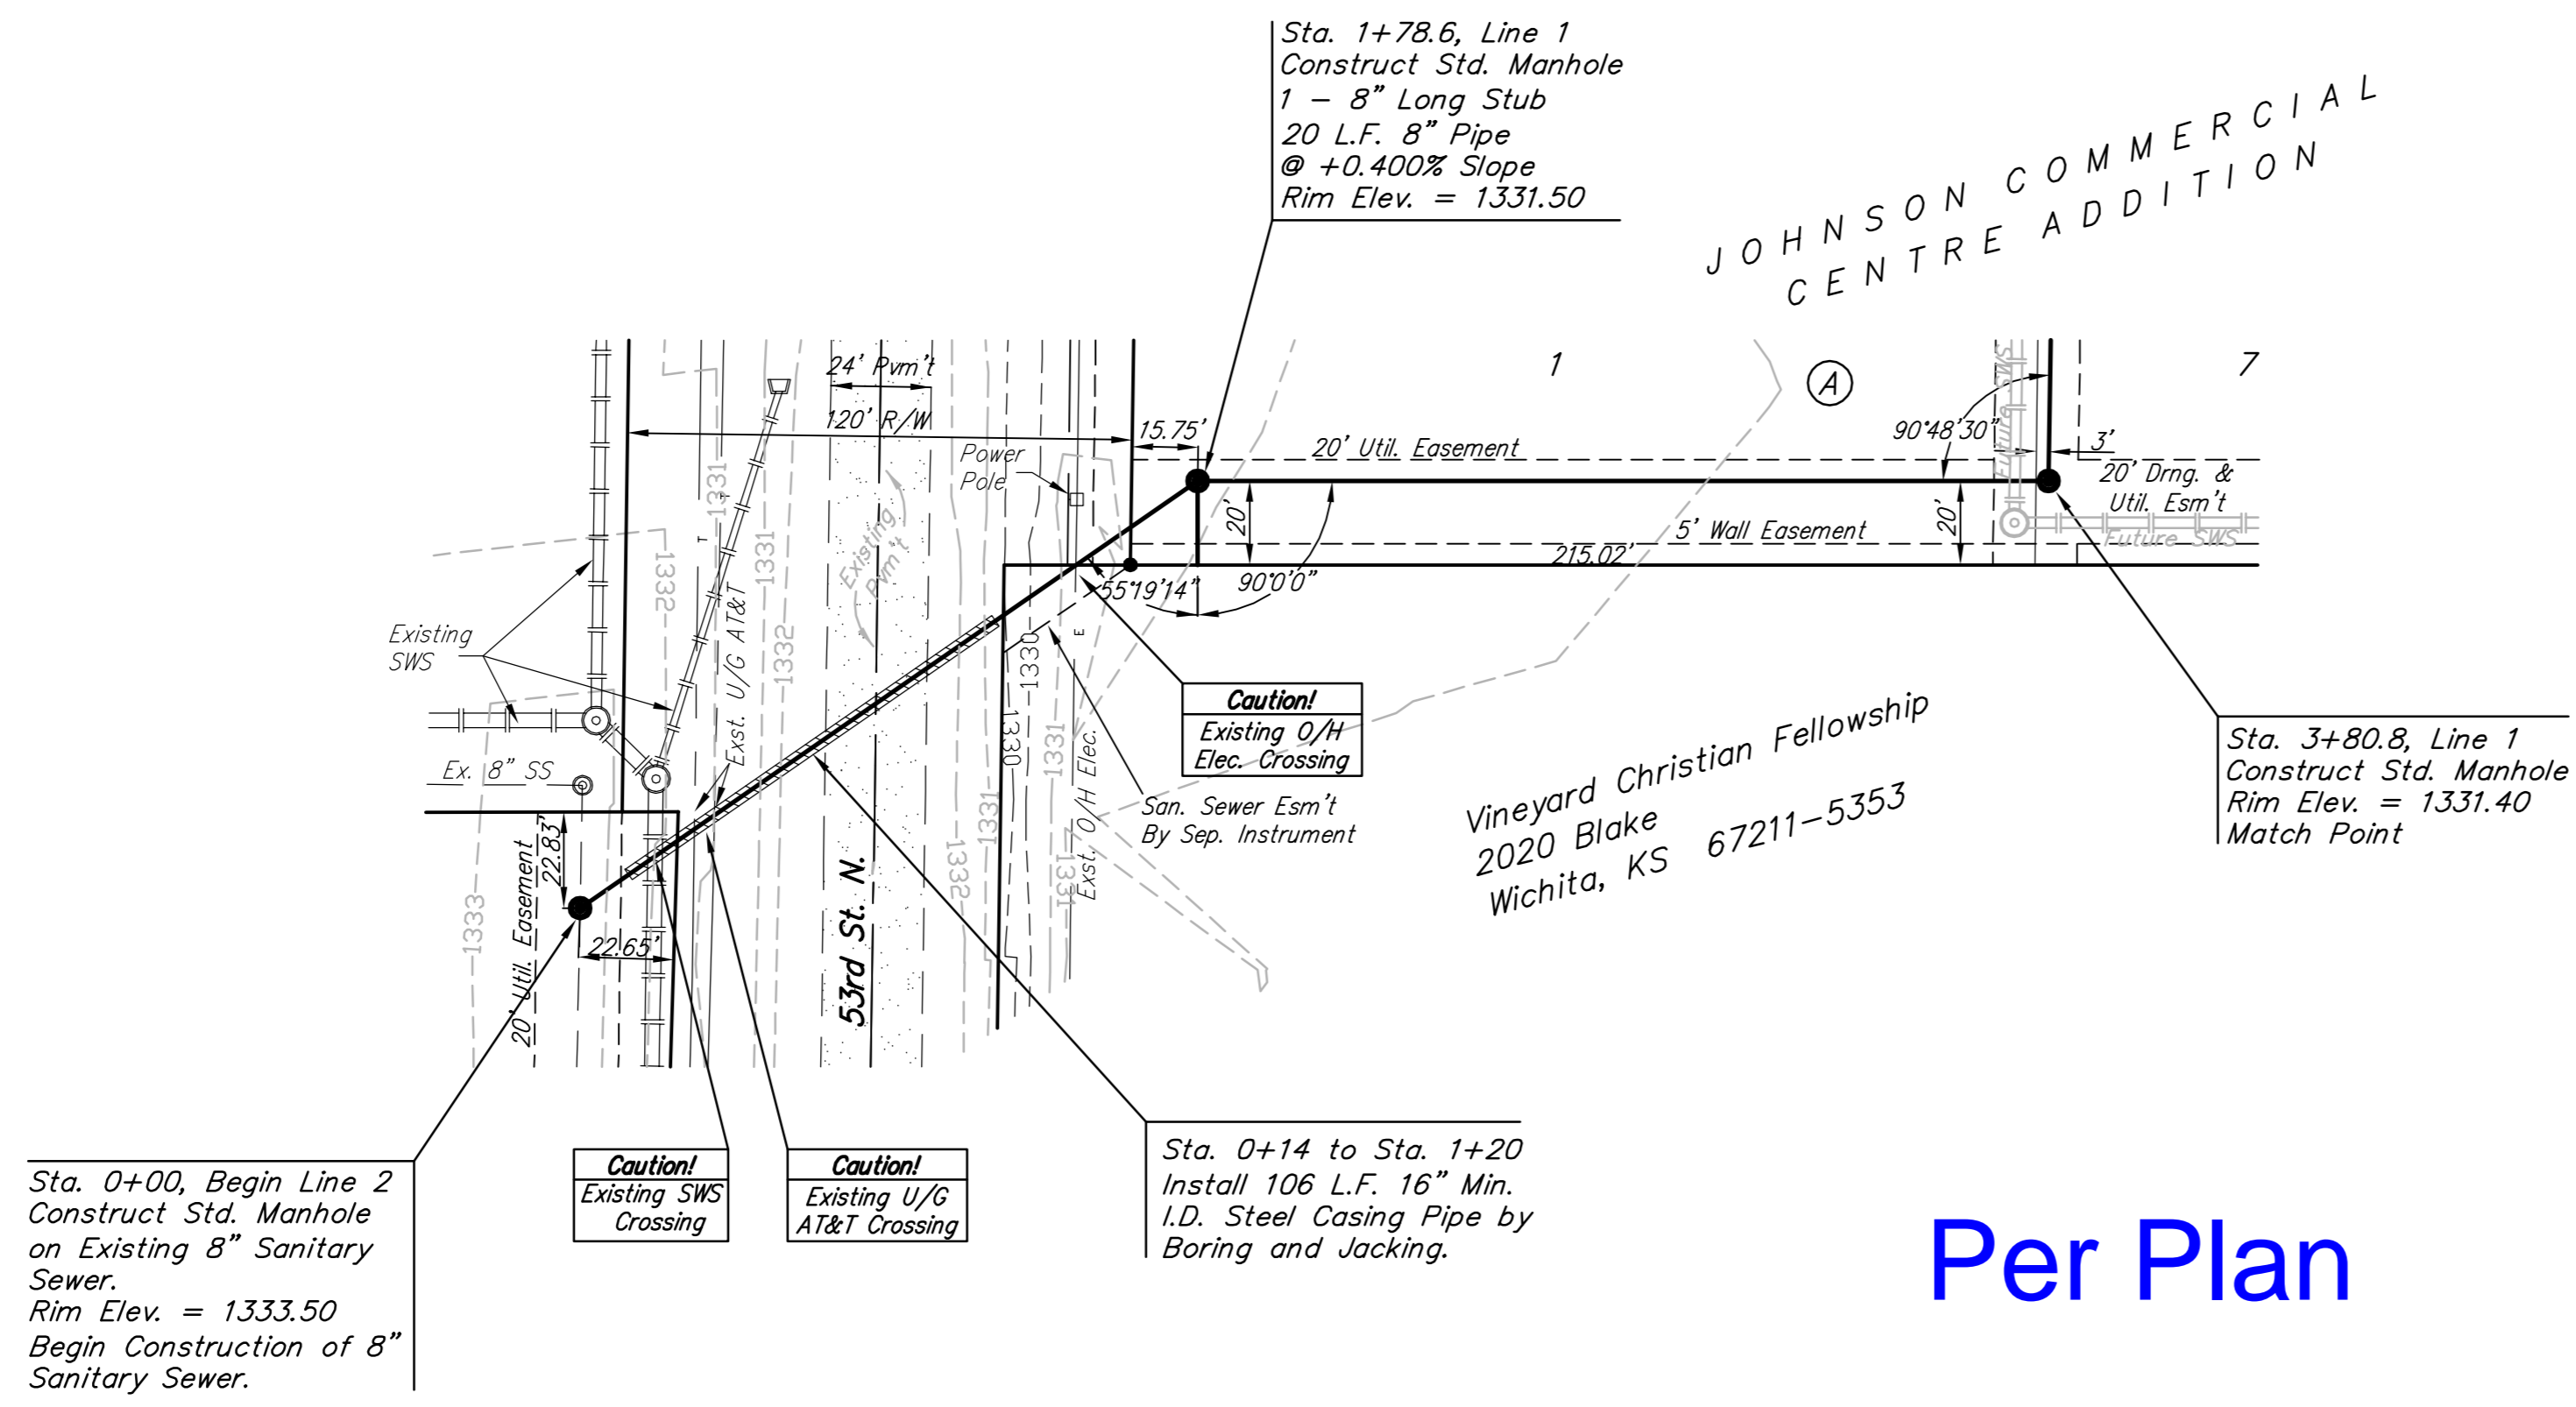 Sta. 1+78.6, Line 1
Construct Std. Manhole
1 - 8" Long Stub
20 L.F. 8" Pipe
@ +0.400% Slope
Rim Elev. = 1331.50
JOHNSON COMMERCIAL
CENTRE ADDITION
24' Pvm't
120' R/W
15.75'
Power
Pole
20' Util. Easement
1
A
7
90°48'30"
3'
Future SWS
20' Drng. &
Util. Esm't
Future SWS
20'
20'
5' Wall Easement
215.02'
55°19'14"
90°0'0"
1331
T
T
1331
1332
1332
Existing
Pvm't
Exst. U/G AT&T
Existing
SWS
Ex. 8" SS
E
1330
1330
1331
1331
1332
1331
1333
Exst. O/H Elec.
Caution!
Existing O/H
Elec. Crossing
San. Sewer Esm't
By Sep. Instrument
Vineyard Christian Fellowship
2020 Blake
Wichita, KS 67211-5353
Sta. 3+80.8, Line 1
Construct Std. Manhole
Rim Elev. = 1331.40
Match Point
22.83'
22.65'
20' Util. Easement
53rd St. N.
Sta. 0+00, Begin Line 2
Construct Std. Manhole
on Existing 8" Sanitary
Sewer.
Rim Elev. = 1333.50
Begin Construction of 8"
Sanitary Sewer.
Caution!
Existing SWS
Crossing
Caution!
Existing U/G
AT&T Crossing
Sta. 0+14 to Sta. 1+20
Install 106 L.F. 16" Min.
I.D. Steel Casing Pipe by
Boring and Jacking.
Per Plan